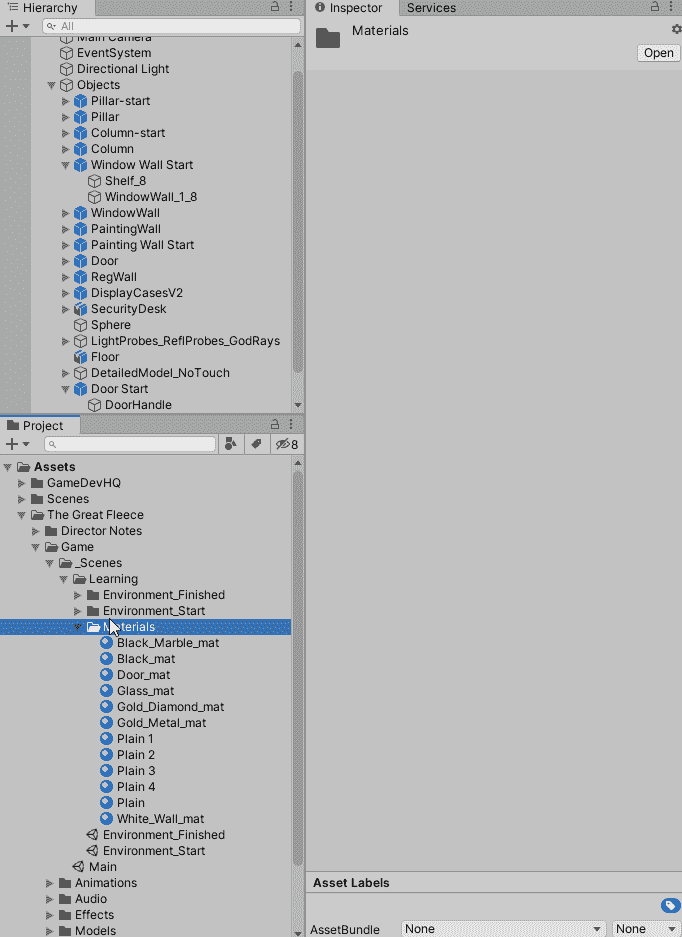 Hierarchy
All
Main Camera
EventSystem
Directional Light
Objects
Pillar-start
Pillar
Column-start
Column
Window Wall Start
Shelf_8
WindowWall_1_8
WindowWall
PaintingWall
Painting Wall Start
Door
RegWall
DisplayCasesV2
SecurityDesk
Sphere
LightProbes_ReflProbes_GodRays
Floor
DetailedModel_NoTouch
Door Start
DoorHandle
Project
8
Assets
GameDevHQ
Scenes
The Great Fleece
Director Notes
Game
_Scenes
Learning
Environment_Finished
Environment_Start
Materials
Black_Marble_mat
Black_mat
Door_mat
Glass_mat
Gold_Diamond_mat
Gold_Metal_mat
Plain 1
Plain 2
Plain 3
Plain 4
Plain
White_Wall_mat
Environment_Finished
Environment_Start
Main
Animations
Audio
Effects
Models
Inspector Services
Materials
Open
Asset Labels
AssetBundle None None